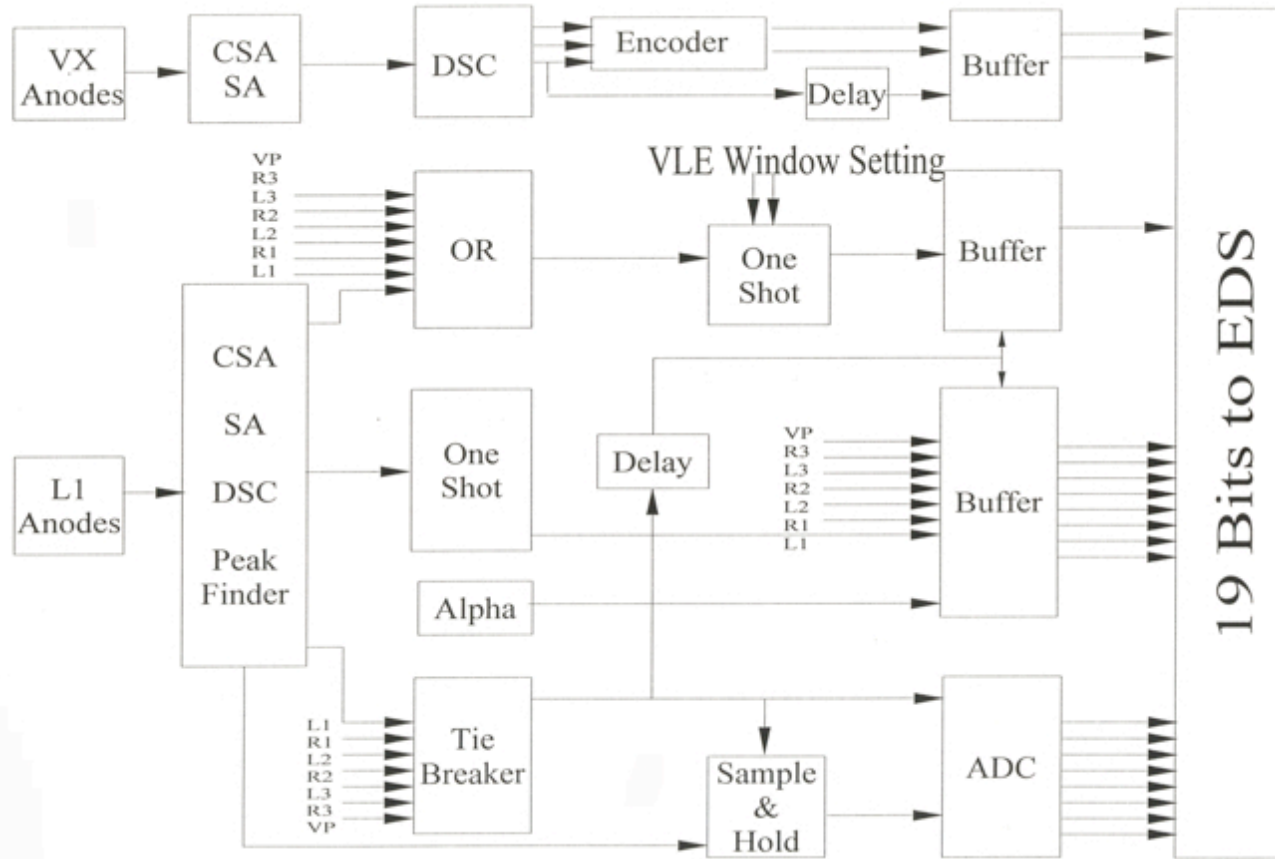 VX
Anodes
CSA
SA
DSC
Encoder
Delay
Buffer
VP
R3
L3
R2
L2
R1
L1
OR
VLE Window Setting
One
Shot
Buffer
L1
Anodes
CSA
SA
DSC
Peak
Finder
One
Shot
Delay
VP
R3
L3
R2
L2
R1
L1
Buffer
Alpha
L1
R1
L2
R2
L3
R3
VP
Tie
Breaker
Sample
&
Hold
ADC
19 Bits to EDS